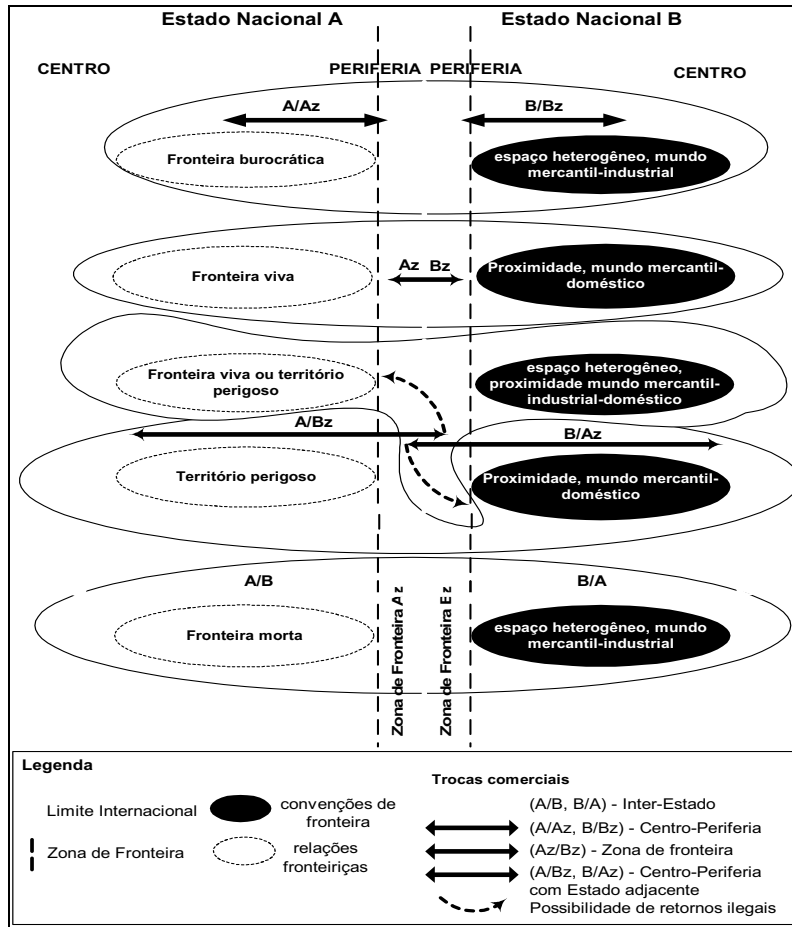 Estado Nacional A
Estado Nacional B
CENTRO
PERIFERIA
PERIFERIA
CENTRO
A/Az
B/Bz
Fronteira burocrática
espaço heterogêneo, mundo
mercantil-industrial
Fronteira viva
Az
Bz
Proximidade, mundo mercantil-
doméstico
Fronteira viva ou território
perigoso
espaço heterogêneo,
proximidade mundo mercantil-
industrial-doméstico
A/Bz
B/Az
Território perigoso
Proximidade, mundo mercantil-
doméstico
A/B
B/A
Fronteira morta
espaço heterogêneo, mundo
mercantil-industrial
Zona de Fronteira Az
Zona de Fronteira Ez
Legenda
Limite Internacional
convenções de
fronteira
Zona de Fronteira
relações
fronteiriças
Trocas comerciais
(A/B, B/A) - Inter-Estado
(A/Az, B/Bz) - Centro-Periferia
(Az/Bz) - Zona de fronteira
(A/Bz, B/Az) - Centro-Periferia
com Estado adjacente
Possibilidade de retornos ilegais